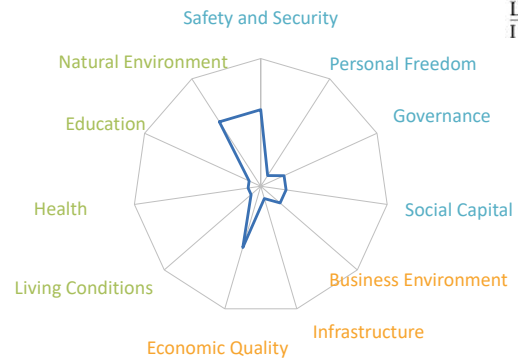 Safety and Security
L
I
Natural Environment
Personal Freedom
Education
Governance
Health
Social Capital
Living Conditions
Business Environment
Economic Quality
Infrastructure